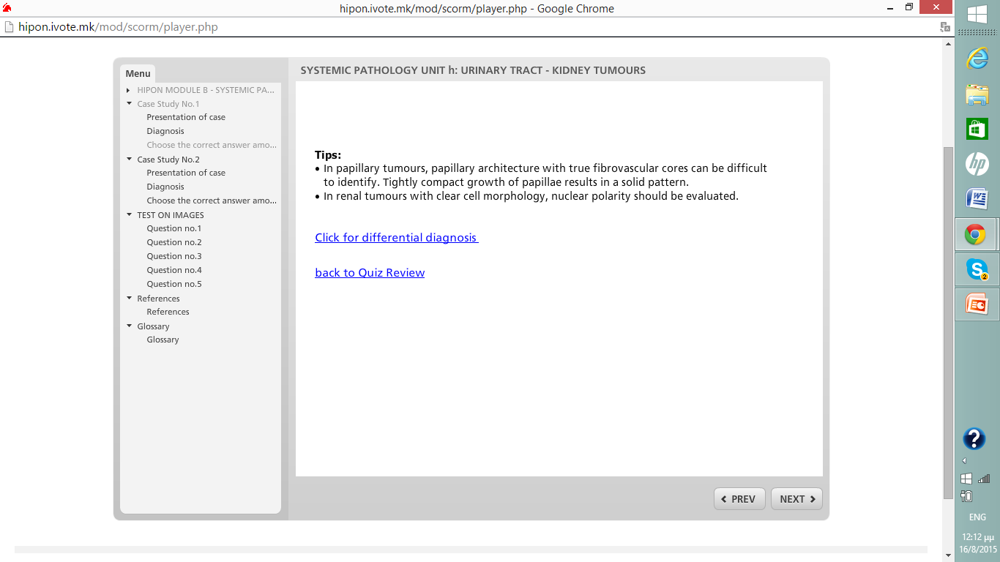 hipon.ivote.mk/mod/scorm/player.php - Google Chrome
hipon.ivote.mk/mod/scorm/player.php
Menu
HIPON MODULE B - SYSTEMIC PA...
Case Study No.1
Presentation of case
Diagnosis
Choose the correct answer amo...
Case Study No.2
Presentation of case
Diagnosis
Choose the correct answer amo...
TEST ON IMAGES
Question no.1
Question no.2
Question no.3
Question no.4
Question no.5
References
References
Glossary
Glossary
SYSTEMIC PATHOLOGY UNIT h: URINARY TRACT - KIDNEY TUMOURS
Tips:
• In papillary tumours, papillary architecture with true fibrovascular cores can be difficult
to identify. Tightly compact growth of papillae results in a solid pattern.
• In renal tumours with clear cell morphology, nuclear polarity should be evaluated.
Click for differential diagnosis
back to Quiz Review
PREV
NEXT
hp
2
?
ENG
12:12 μμ
16/8/2015